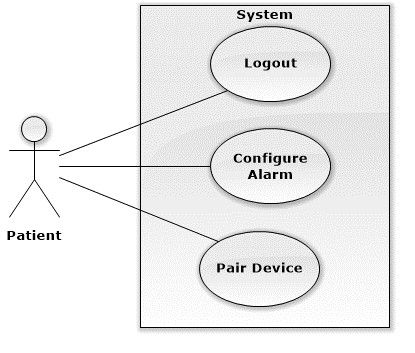 System
Logout
Configure
Alarm
Patient
Pair Device